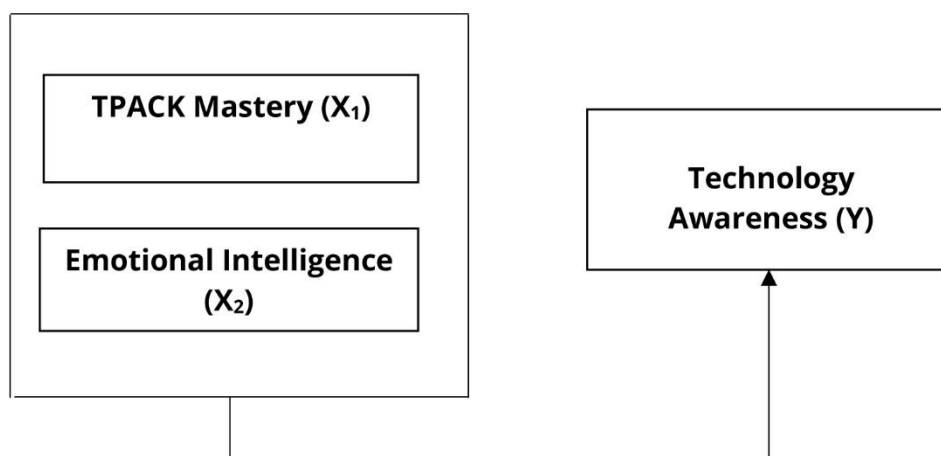 TPACK Mastery (X₁)
Emotional Intelligence
(X₂)
Technology
Awareness (Y)